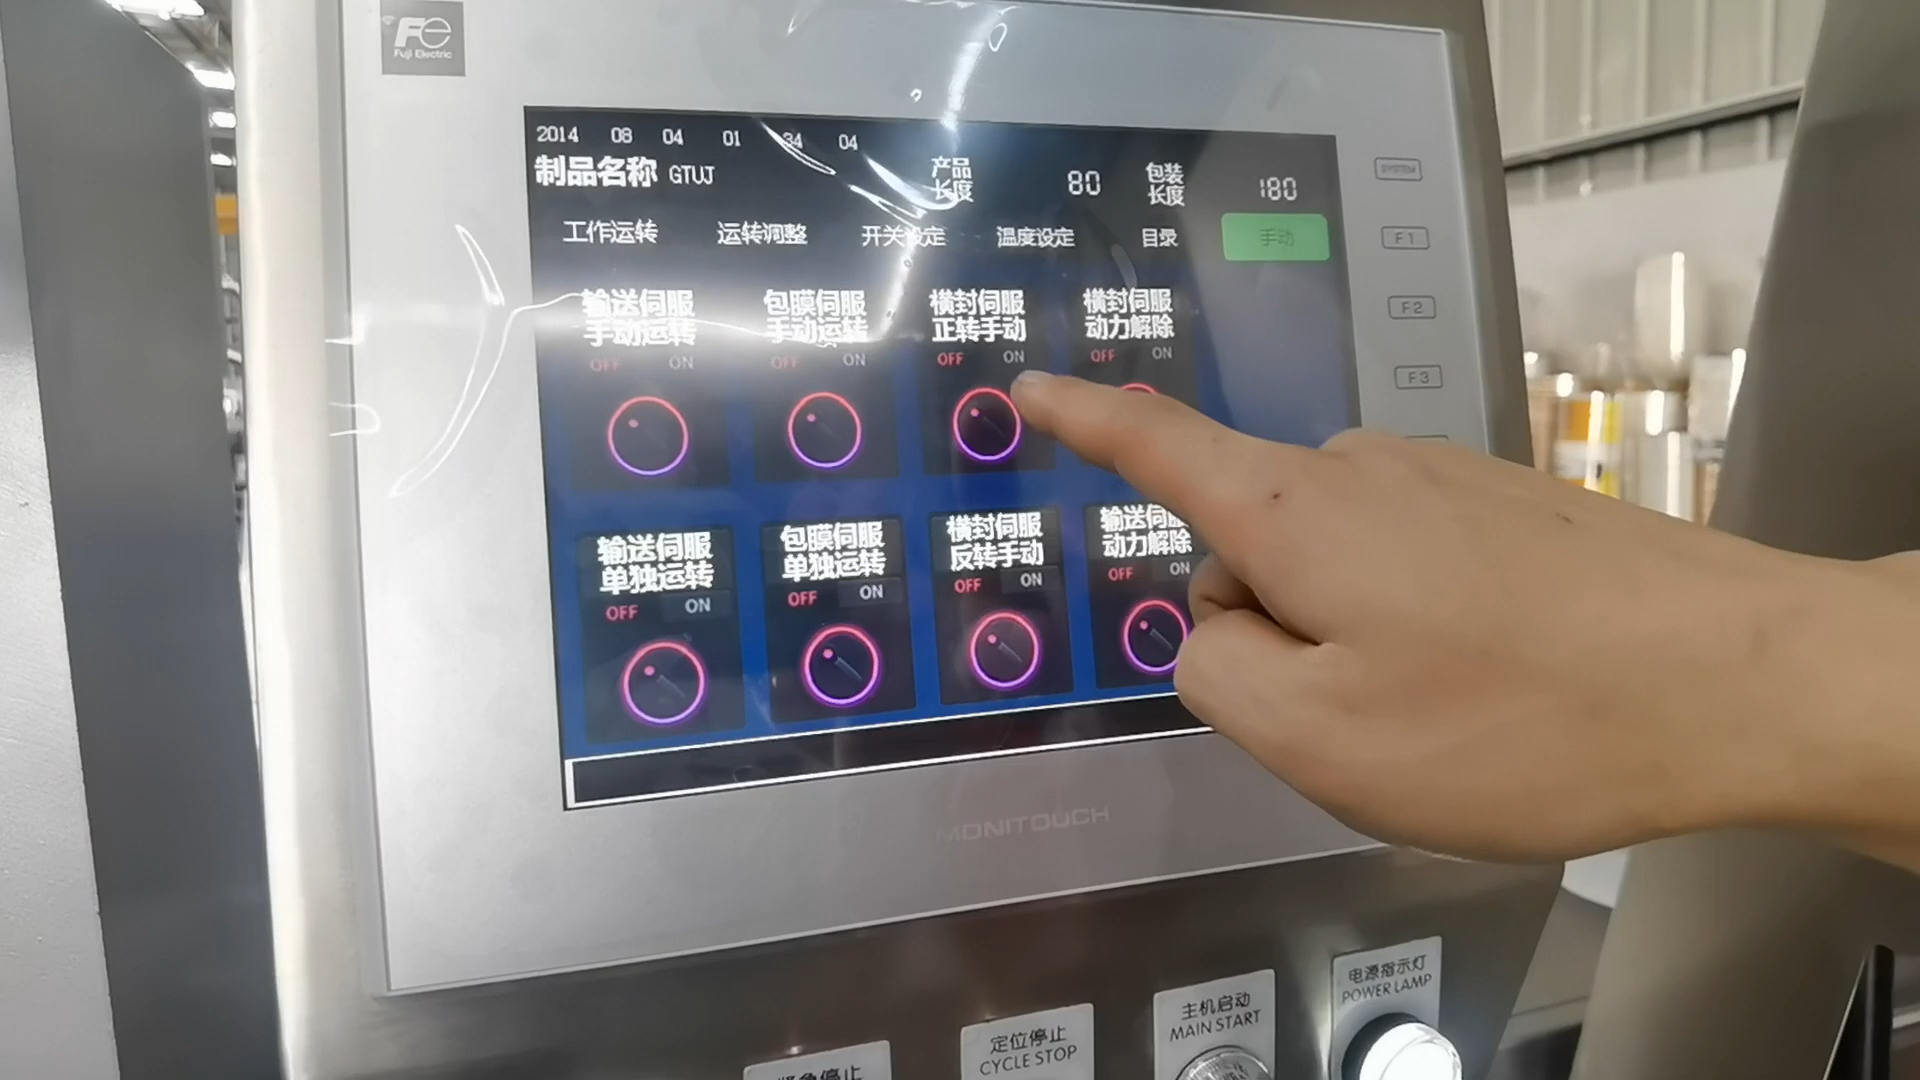 Fe
Fuji Electric
2014 08 04 01 34 04
制品名称 GTUJ
产品
长度
80
包装
长度
180
SYSTEM
工作运转 运转调整 开关设定 温度设定 目录 手动
F1
F2
F3
输送伺服
手动运转
OFF ON
包膜伺服
手动运转
OFF ON
横封伺服
正转手动
OFF ON
横封伺服
动力解除
OFF ON
输送伺服
单独运转
OFF ON
包膜伺服
单独运转
OFF ON
横封伺服
反转手动
OFF ON
输送伺服
动力解除
OFF ON
MONITOUCH
紧急停止
定位停止
CYCLE STOP
主机启动
MAIN START
电源指示灯
POWER LAMP